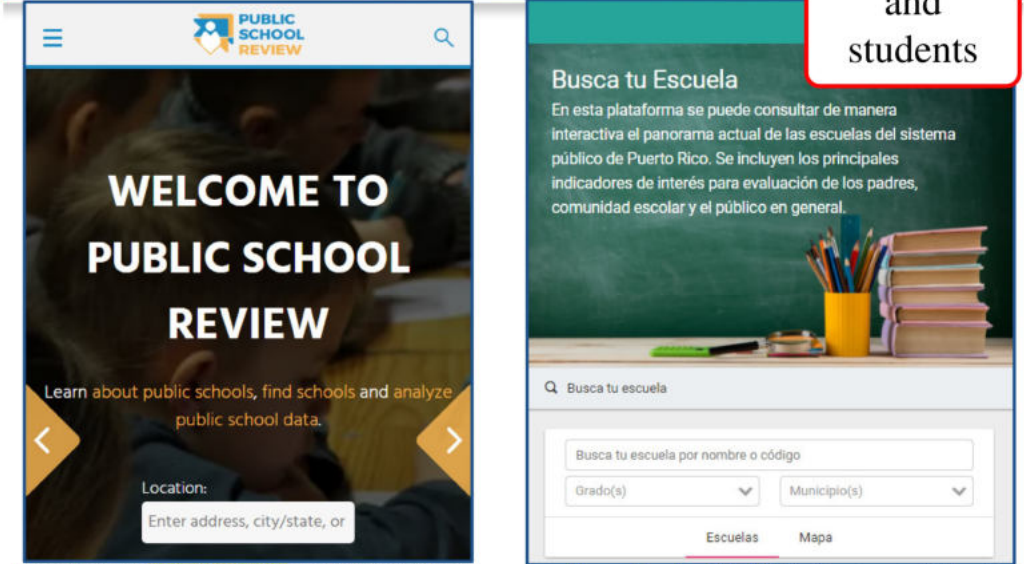 PUBLIC
SCHOOL
REVIEW
WELCOME TO
PUBLIC SCHOOL
REVIEW
Learn about public schools, find schools and analyze
public school data.
Location:
Enter address, city/state, or
and
students
Busca tu Escuela
En esta plataforma se puede consultar de manera
interactiva el panorama actual de las escuelas del sistema
público de Puerto Rico. Se incluyen los principales
indicadores de interés para evaluación de los padres,
comunidad escolar y el público en general.
Busca tu escuela
Busca tu escuela por nombre o código
Grado(s)
Municipio(s)
Escuelas
Mapa